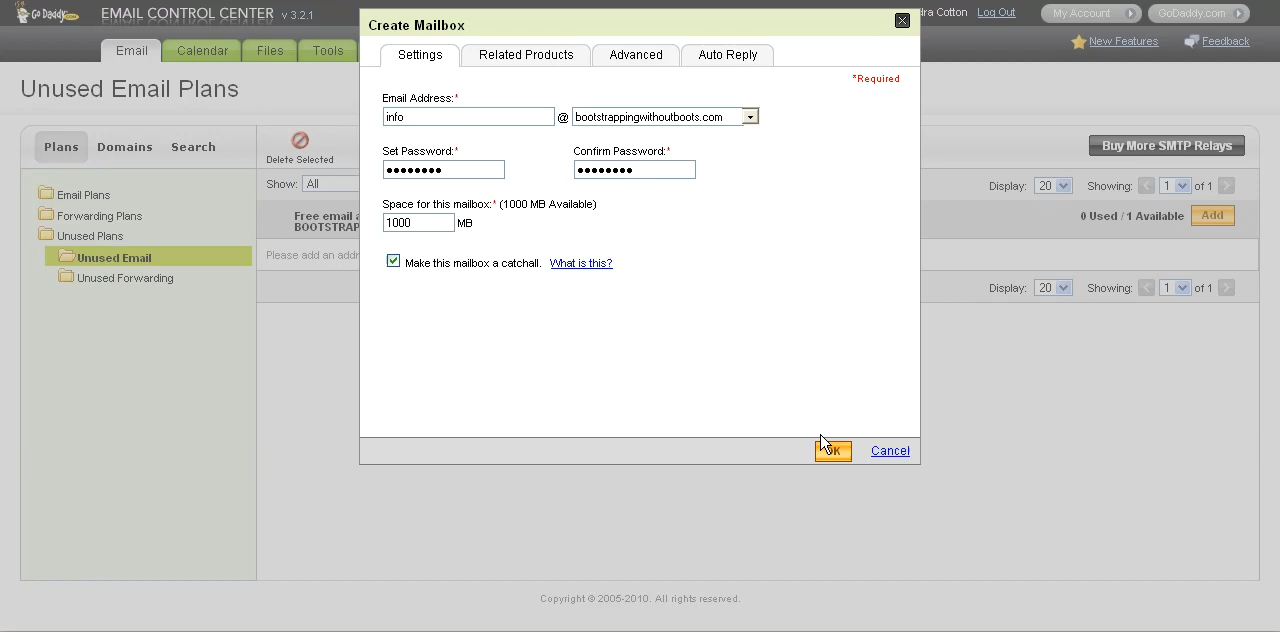 Go Daddy.com EMAIL CONTROL CENTER v 3.2.1
Create Mailbox
ra Cotton Log Out My Account GoDaddy.com
Email Calendar Files Tools
Settings Related Products Advanced Auto Reply
New Features Feedback
*Required
Unused Email Plans
Email Address:*
info @ bootstrappingwithoutboots.com
Plans Domains Search
Delete Selected
Buy More SMTP Relays
Set Password:* Confirm Password:*
•••••••• ••••••••
Show: All
Display: 20 Showing: 1 of 1
Email Plans
Forwarding Plans
Unused Plans
Unused Email
Unused Forwarding
Space for this mailbox:* (1000 MB Available)
1000 MB
Free email a
BOOTSTRAP
0 Used / 1 Available Add
Please add an addr
Make this mailbox a catchall. What is this?
Display: 20 Showing: 1 of 1
Cancel
Copyright © 2005-2010. All rights reserved.